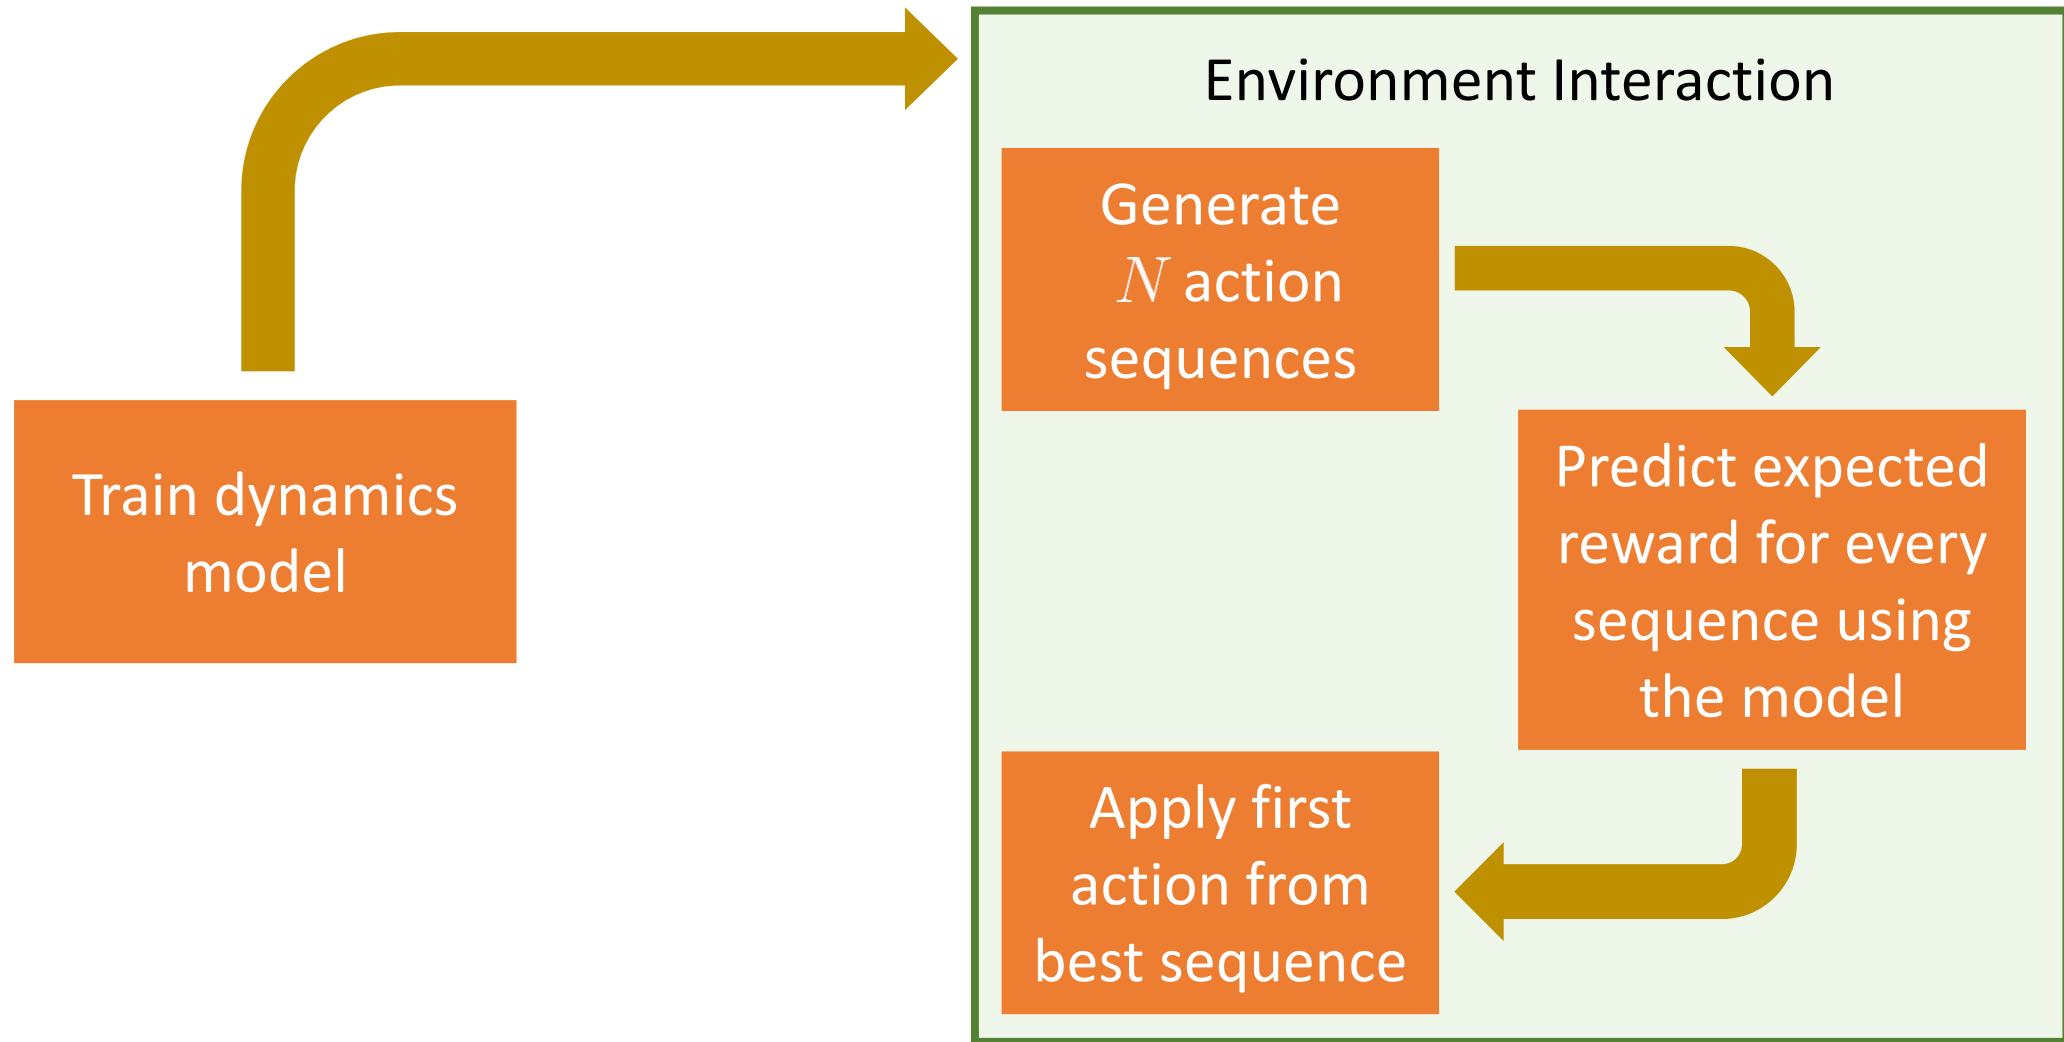 Environment Interaction
Generate
N action
sequences
Train dynamics
model
Predict expected
reward for every
sequence using
the model
Apply first
action from
best sequence